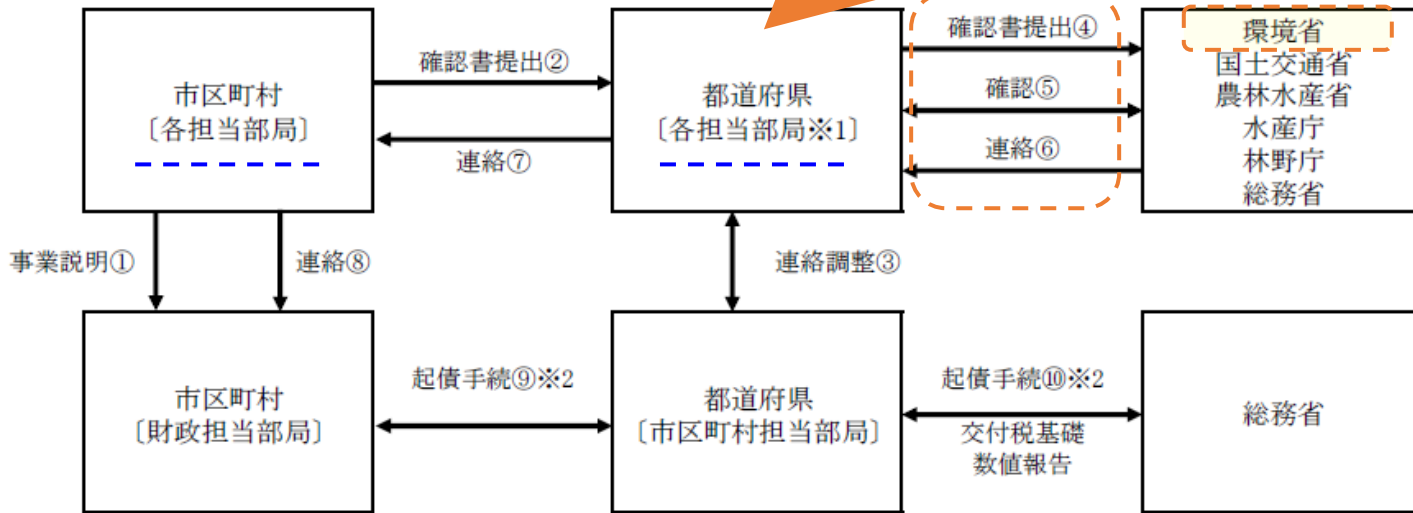 市区町村
〔各担当部局〕
確認書提出②
連絡⑦
都道府県
〔各担当部局※1〕
確認書提出④
確認⑤
連絡⑥
環境省
国土交通省
農林水産省
水産庁
林野庁
総務省
事業説明①
連絡⑧
連絡調整③
市区町村
〔財政担当部局〕
起債手続⑨※2
都道府県
〔市区町村担当部局〕
起債手続⑩※2
交付税基礎
数値報告
総務省